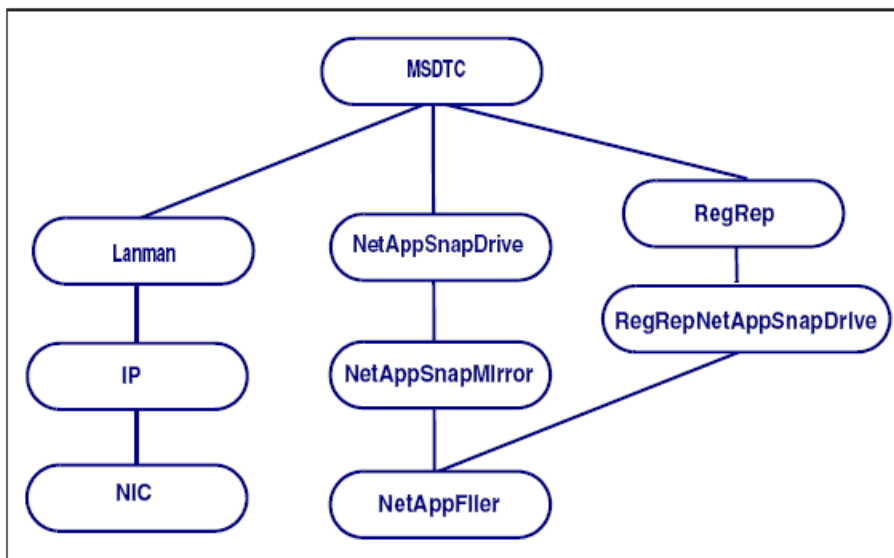 MSDTC
Lanman
NetAppSnapDrive
RegRep
RegRepNetAppSnapDrive
IP
NetAppSnapMirror
NIC
NetAppFiler